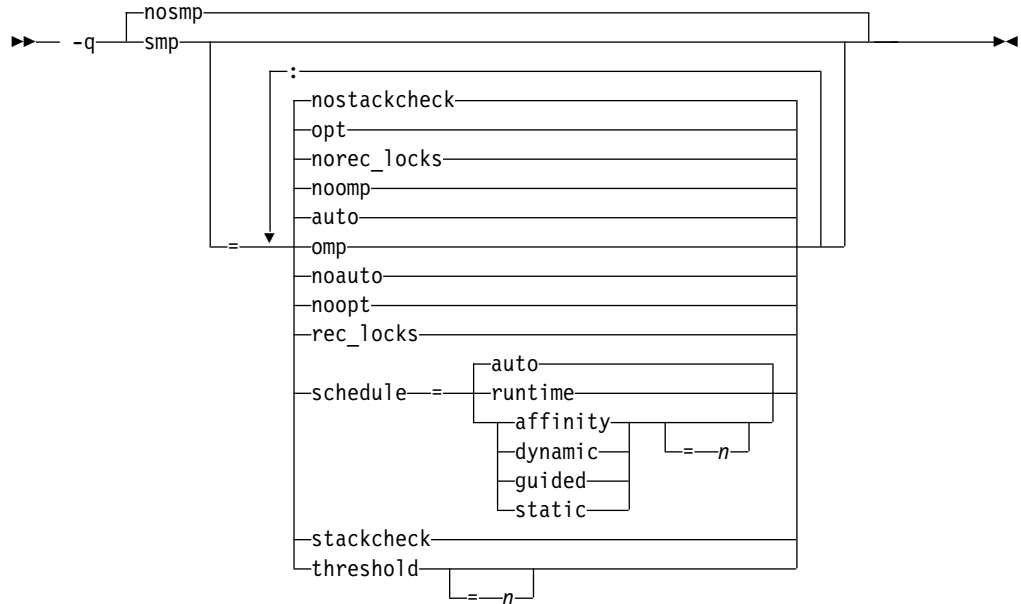 nosmp
-q smp
:
nostackcheck
opt
norec_locks
noomp
auto
= omp
noauto
noopt
rec_locks
auto
schedule = runtime
affinity
dynamic = n
guided
static
stackcheck
threshold
= n